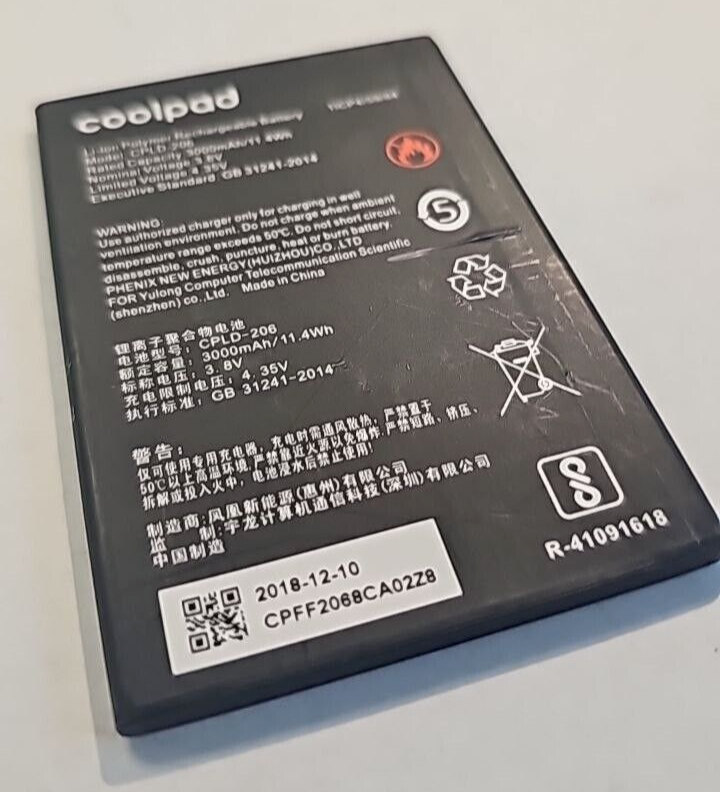 coolpad
Li-ion Polymer Rechargeable Battery
Model: CPLD-206
Rated Capacity: 3000mAh/11.4Wh
Nominal Voltage: 3.8V
Limited Voltage: 4.35V
Executive Standard: GB 31241-2014
5
WARNING:
Use authorized charger only for charging in well
ventilation environment. Do not charge when ambient
temperature range exceeds 50℃. Do not short circuit,
disassemble, crush, puncture, heat or burn battery.
PHENIX NEW ENERGY(HUIZHOU)CO.,LTD
FOR Yulong Computer Telecommunication Scientific
(shenzhen) co.,Ltd. Made in China
锂离子聚合物电池
电池型号: CPLD-206
额定容量: 3000mAh/11.4Wh
标称电压: 3.8V
充电限制电压: 4.35V
执行标准: GB 31241-2014
警告:
仅可使用专用充电器, 充电时需通风散热, 严禁置于
50℃以上高温环境, 严禁靠近火源以免爆炸. 严禁短路、挤压、
拆解或投入火中, 电池浸水后禁止使用!
制造商:凤凰新能源(惠州)有限公司
监 制:宇龙计算机通信科技(深圳)有限公司
中国制造
R-41091618
2018-12-10
CPFF2068CA02Z8